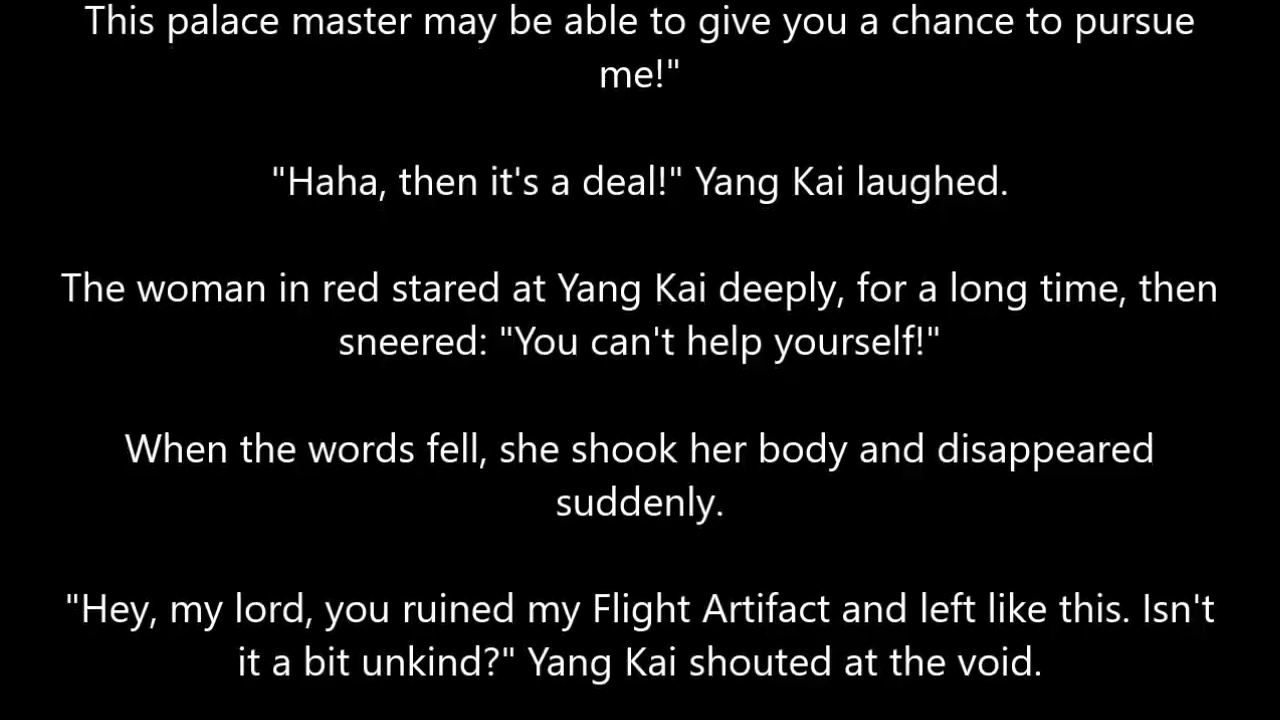 This palace master may be able to give you a chance to pursue
me!"
"Haha, then it's a deal!" Yang Kai laughed.
The woman in red stared at Yang Kai deeply, for a long time, then
sneered: "You can't help yourself!"
When the words fell, she shook her body and disappeared
suddenly.
"Hey, my lord, you ruined my Flight Artifact and left like this. Isn't
it a bit unkind?" Yang Kai shouted at the void.